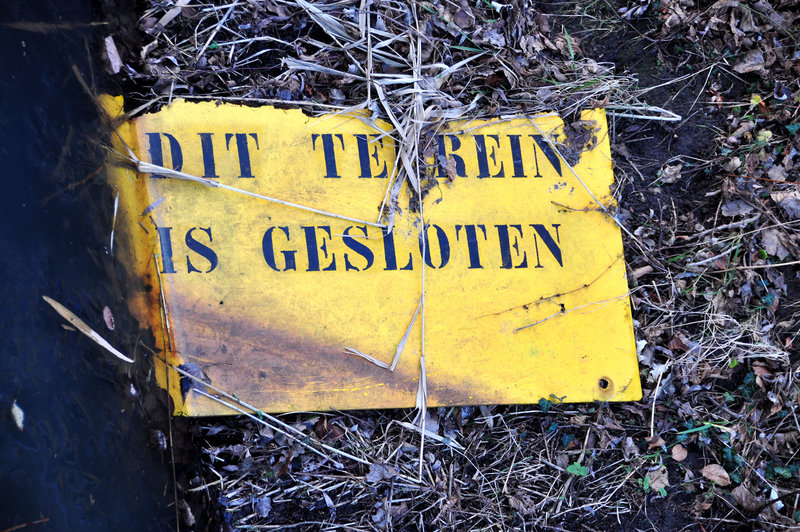 DIT TERREIN
IS GESLOTEN